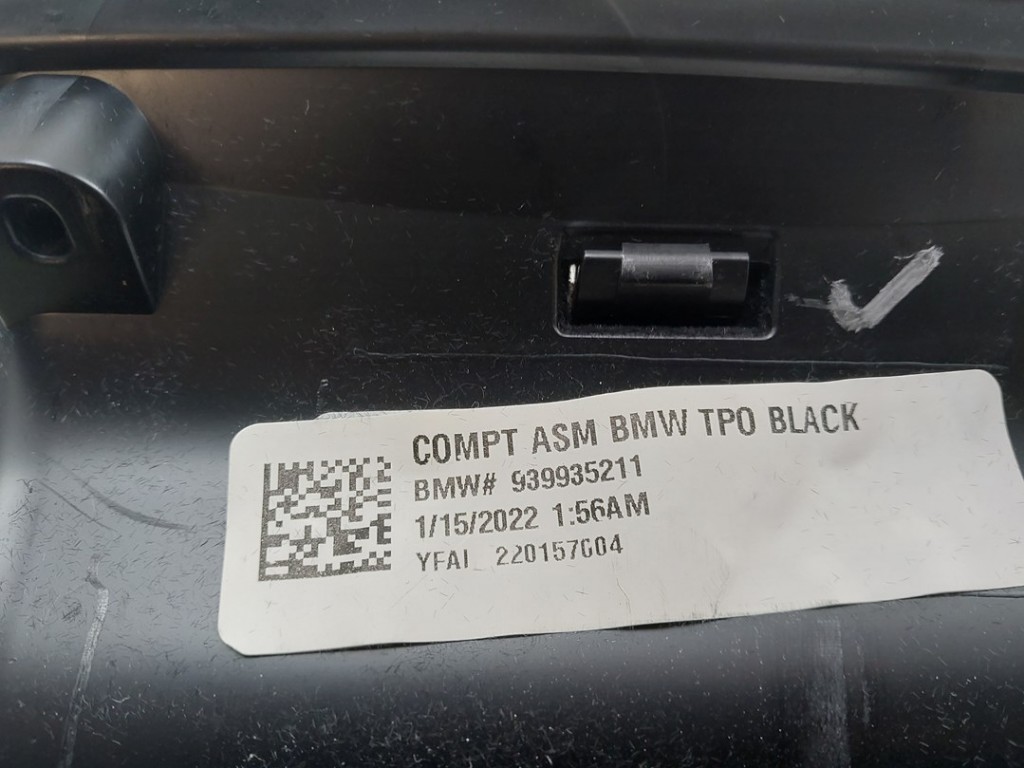 COMPT ASM BMW TPO BLACK
BMW# 939935211
1/15/2022 1:56AM
YFAI 220157004